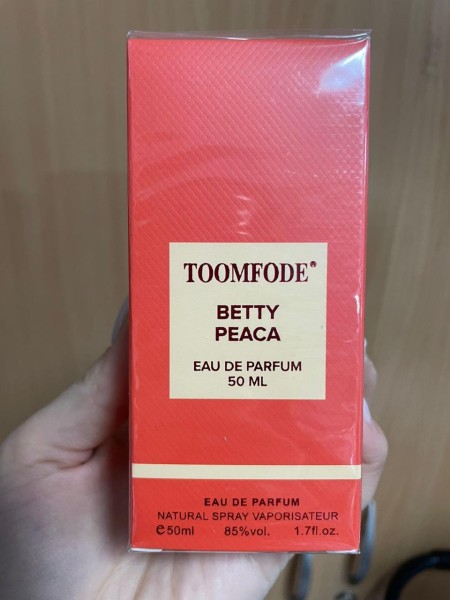 TOOMFODE®
BETTY
PEACA
EAU DE PARFUM
50 ML
EAU DE PARFUM
NATURAL SPRAY VAPORISATEUR
℮50ml 85%vol. 1.7fl.oz.